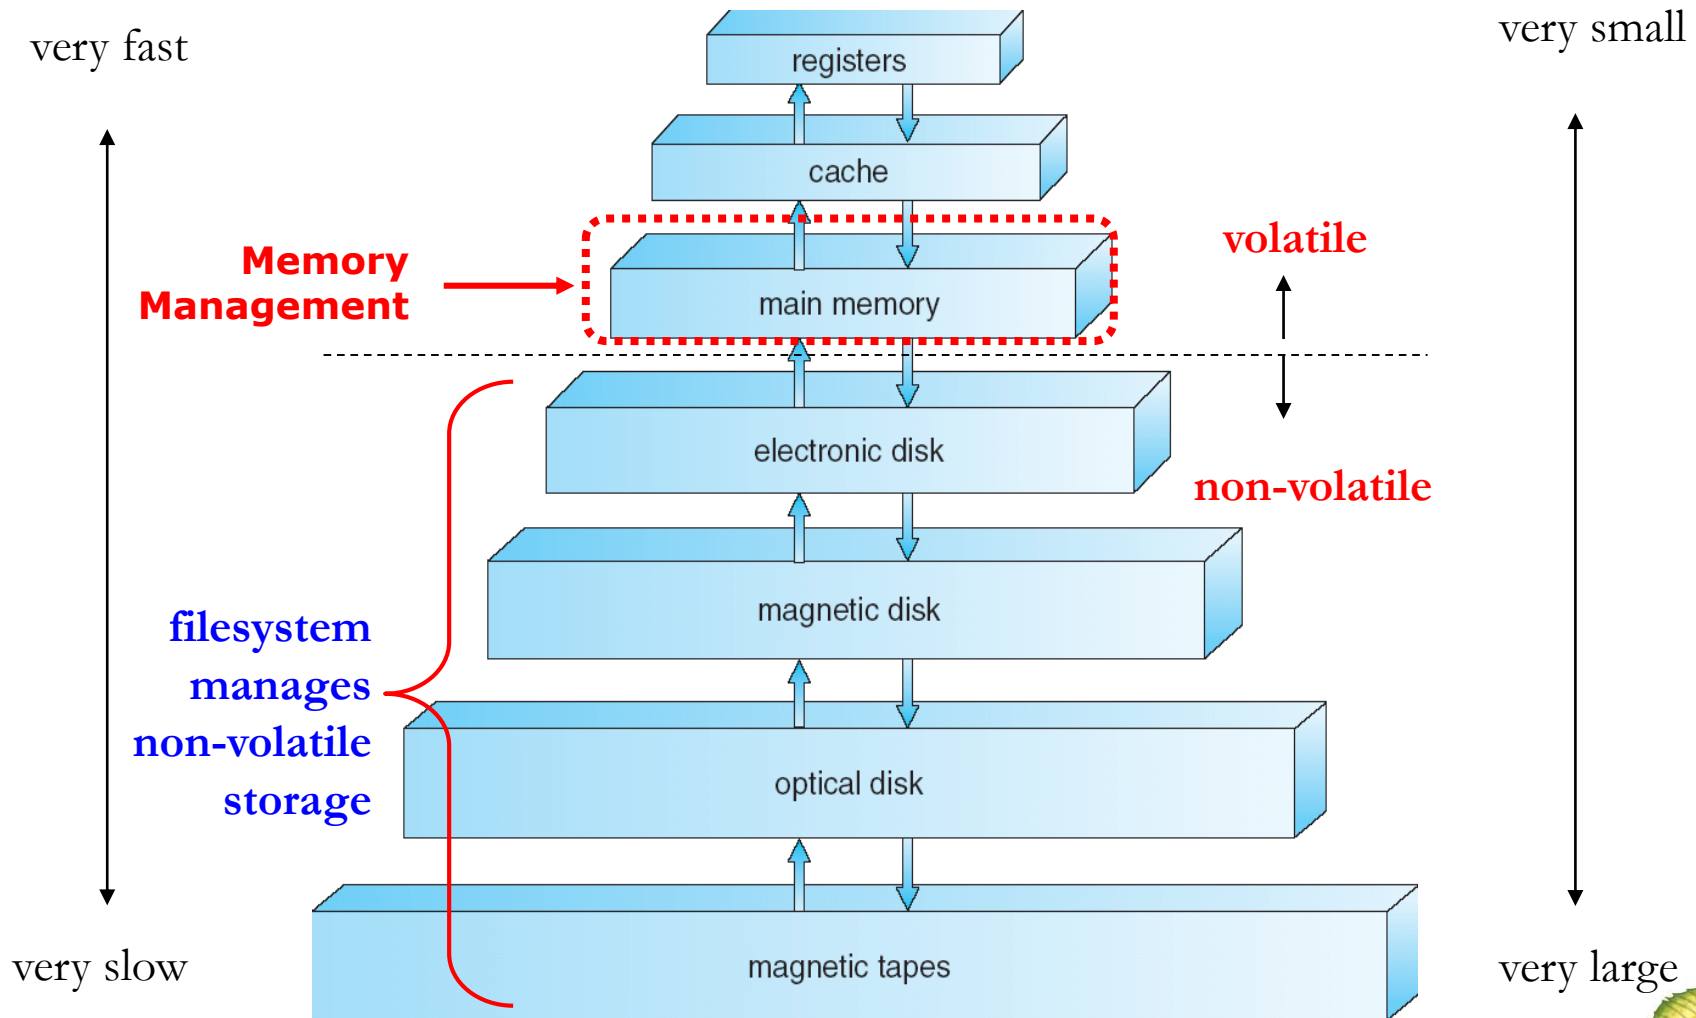 very fast
very small
registers
cache
Memory
Management
volatile
main memory
electronic disk
non-volatile
magnetic disk
filesystem
manages
non-volatile
storage
optical disk
very slow
magnetic tapes
very large